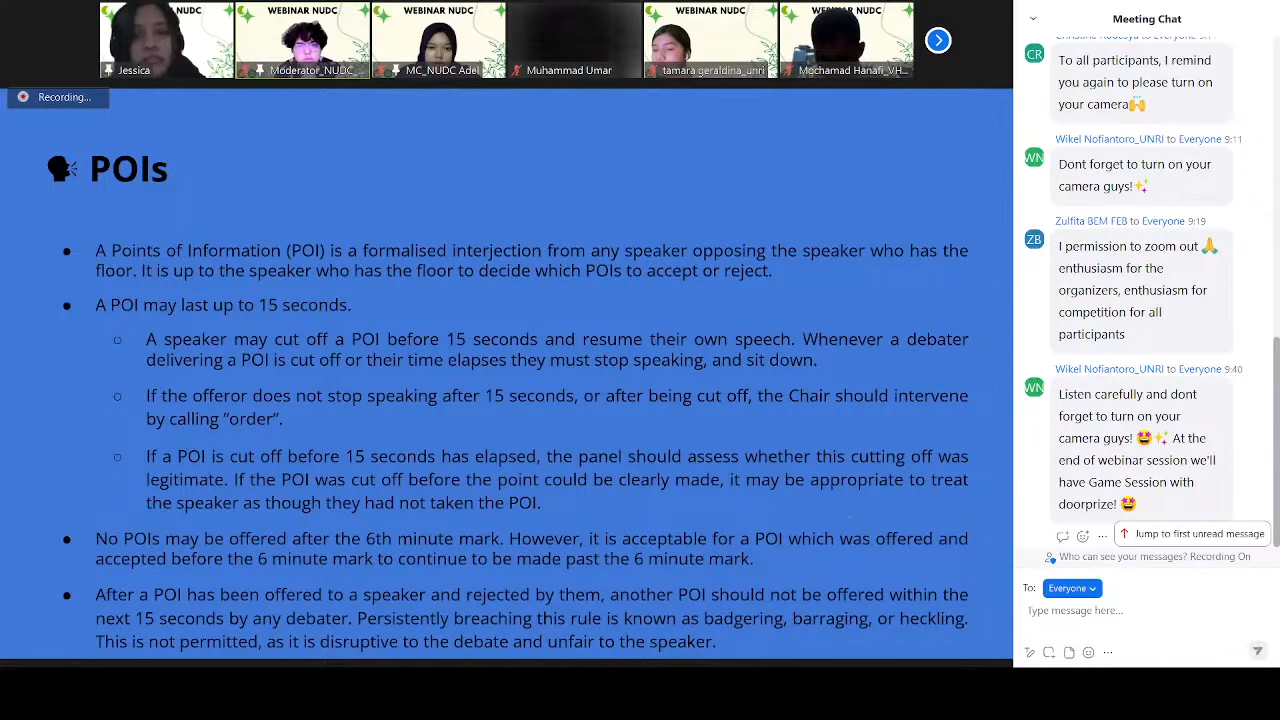 WEBINAR NUDC
WEBINAR NUDC
WEBINAR NUDC
WEBINAR NUDC
Jessica
Moderator_NUDC_...
MC_NUDC Adel
Muhammad Umar
tamara geraldina_unri
Mochamad Hanafi_VH...
Recording...
POIs
● A Points of Information (POI) is a formalised interjection from any speaker opposing the speaker who has the
floor. It is up to the speaker who has the floor to decide which POIs to accept or reject.
● A POI may last up to 15 seconds.
○ A speaker may cut off a POI before 15 seconds and resume their own speech. Whenever a debater
delivering a POI is cut off or their time elapses they must stop speaking, and sit down.
○ If the offeror does not stop speaking after 15 seconds, or after being cut off, the Chair should intervene
by calling “order”.
○ If a POI is cut off before 15 seconds has elapsed, the panel should assess whether this cutting off was
legitimate. If the POI was cut off before the point could be clearly made, it may be appropriate to treat
the speaker as though they had not taken the POI.
● No POIs may be offered after the 6th minute mark. However, it is acceptable for a POI which was offered and
accepted before the 6 minute mark to continue to be made past the 6 minute mark.
● After a POI has been offered to a speaker and rejected by them, another POI should not be offered within the
next 15 seconds by any debater. Persistently breaching this rule is known as badgering, barraging, or heckling.
This is not permitted, as it is disruptive to the debate and unfair to the speaker.
Meeting Chat
CR
To all participants, I remind
you again to please turn on
your camera🙌
Wikel Nofiantoro_UNRI to Everyone 9:11
WN
Dont forget to turn on your
camera guys!✨
Zulfita BEM FEB to Everyone 9:19
ZB
I permission to zoom out 🙏
enthusiasm for the
organizers, enthusiasm for
competition for all
participants
Wikel Nofiantoro_UNRI to Everyone 9:40
WN
Listen carefully and dont
forget to turn on your
camera guys! 🤩✨ At the
end of webinar session we'll
have Game Session with
doorprize! 🤩
Jump to first unread message
Who can see your messages? Recording On
To: Everyone
Type message here...